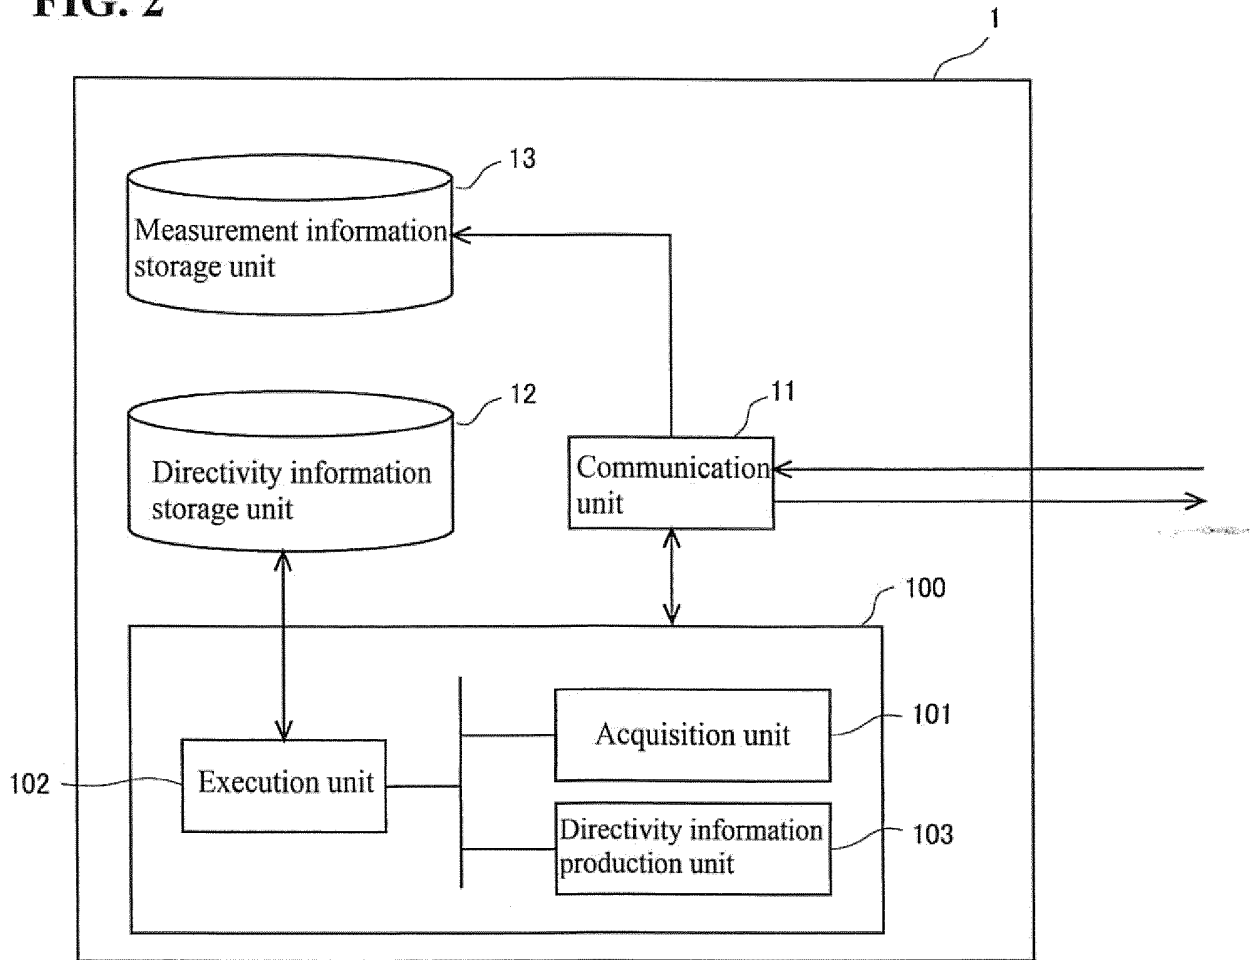 FIG. 2
1
13
Measurement information
storage unit
12
11
Directivity information
storage unit
Communication
unit
100
101
Acquisition unit
102
Execution unit
Directivity information
production unit
103